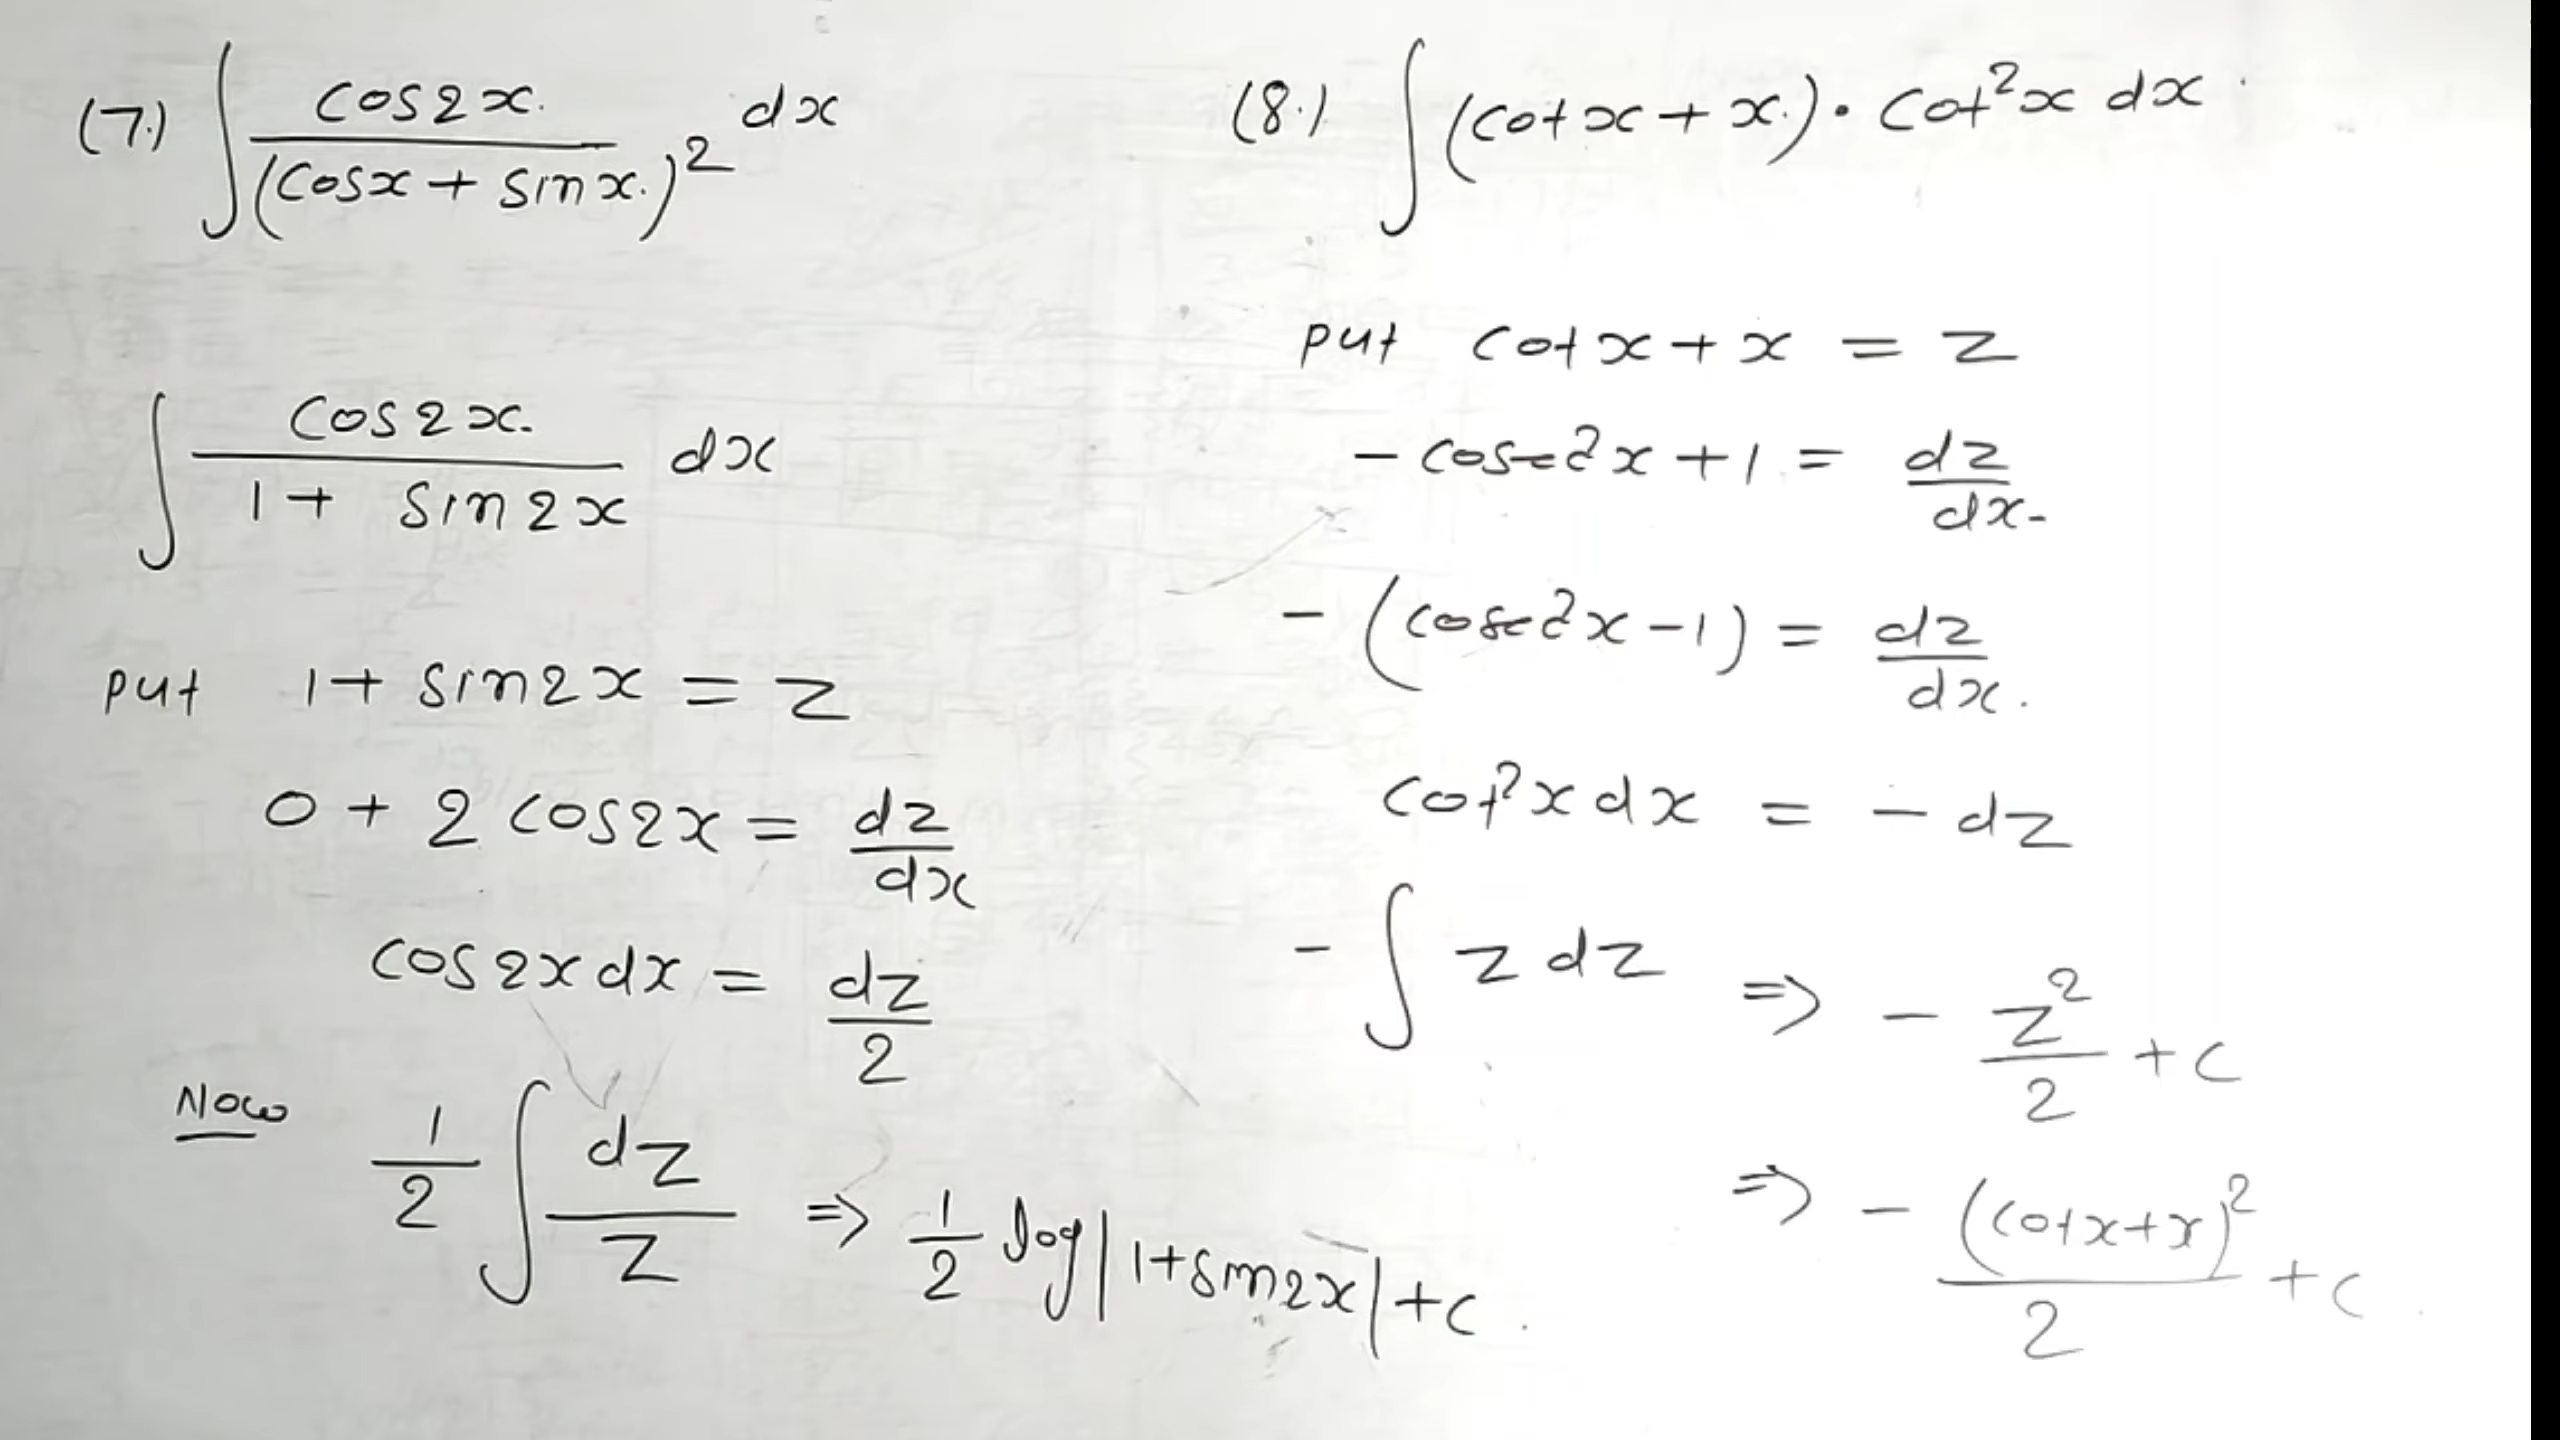 (7.) ∫ cos2x. / (cosx + sinx.)² dx
∫ cos2x. / 1 + sin2x dx
put 1 + sin2x = z
0 + 2 cos2x = dz/dx
cos2x dx = dz/2
Now 1/2 ∫ dz/z ⇒ 1/2 log|1+sin2x| + c.
(8.) ∫ (cotx + x.) · cot²x dx.
put cotx + x = z
- cosec²x + 1 = dz/dx-
- (cosec²x - 1) = dz/dx.
cot²x dx = - dz
- ∫ z dz ⇒ - z²/2 + c
⇒ - (cotx+x)²/2 + c